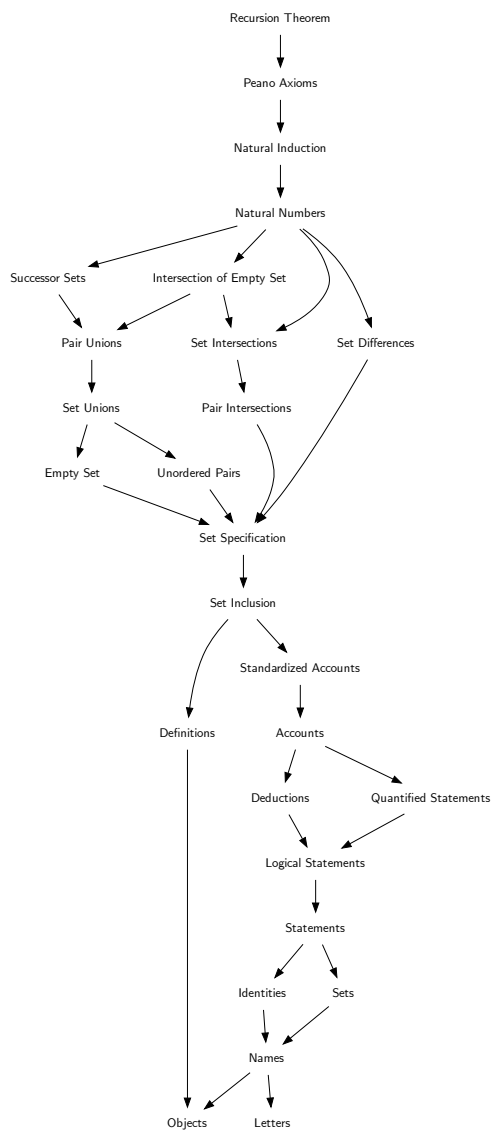 Recursion Theorem
Peano Axioms
Natural Induction
Natural Numbers
Successor Sets
Intersection of Empty Set
Pair Unions
Set Intersections
Set Differences
Set Unions
Pair Intersections
Empty Set
Unordered Pairs
Set Specification
Set Inclusion
Standardized Accounts
Definitions
Accounts
Deductions
Quantified Statements
Logical Statements
Statements
Identities
Sets
Names
Objects
Letters